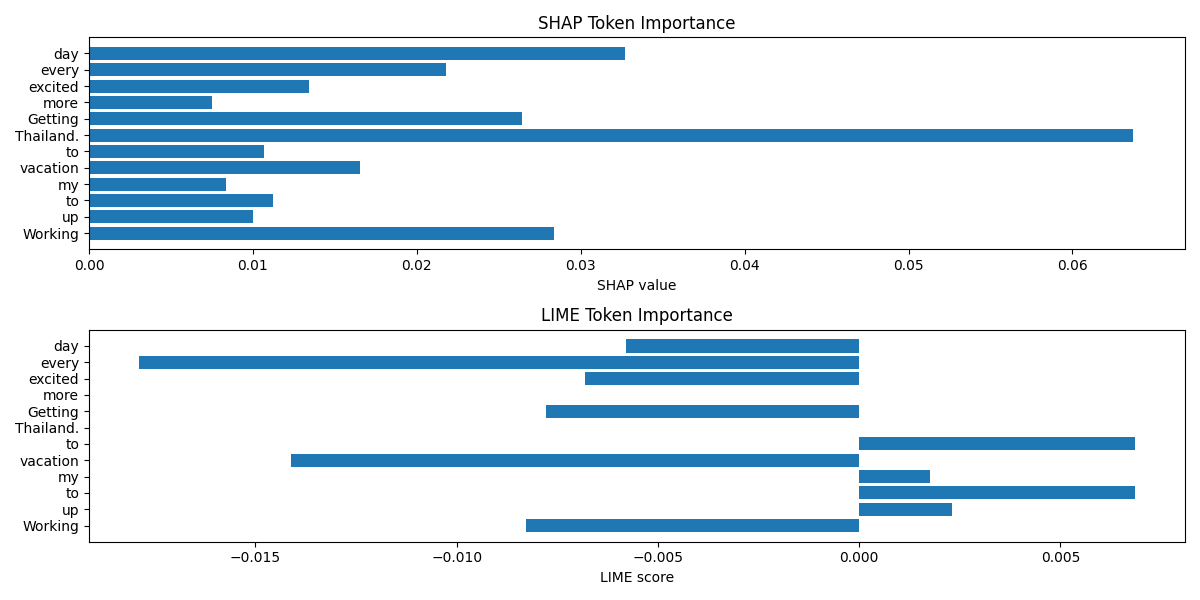 SHAP Token Importance
day
every
excited
more
Getting
Thailand.
to
vacation
my
to
up
Working
0.00 0.01 0.02 0.03 0.04 0.05 0.06
SHAP value
LIME Token Importance
day
every
excited
more
Getting
Thailand.
to
vacation
my
to
up
Working
−0.015 −0.010 −0.005 0.000 0.005
LIME score